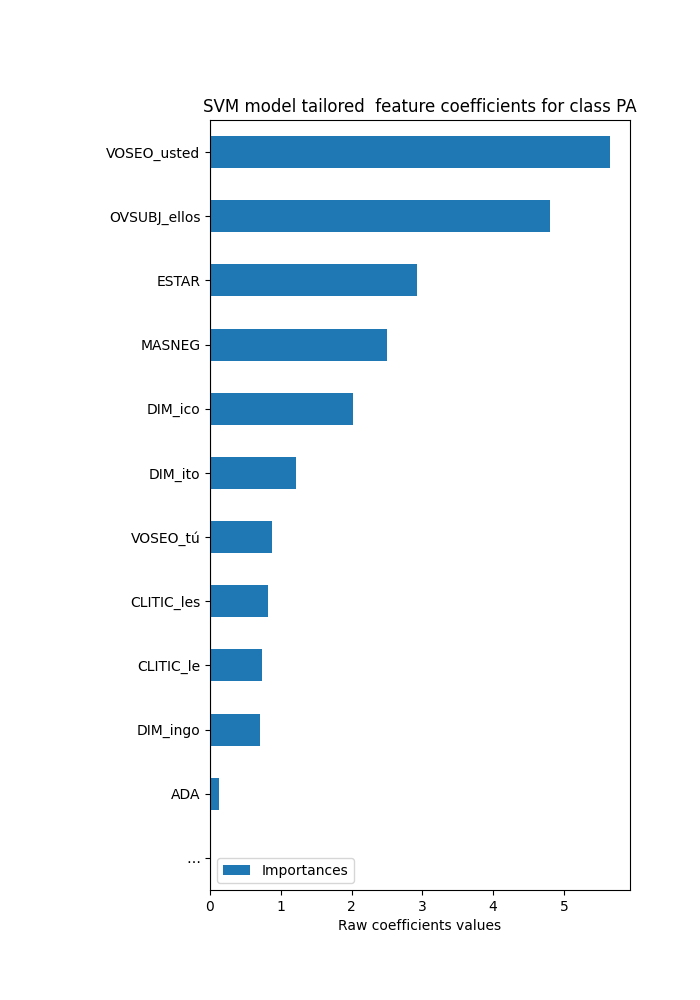 SVM model tailored  feature coefficients for class PA
VOSEO_usted
OVSUBJ_ellos
ESTAR
MASNEG
DIM_ico
DIM_ito
VOSEO_tú
CLITIC_les
CLITIC_le
DIM_ingo
ADA
...
Importances
0 1 2 3 4 5
Raw coefficients values